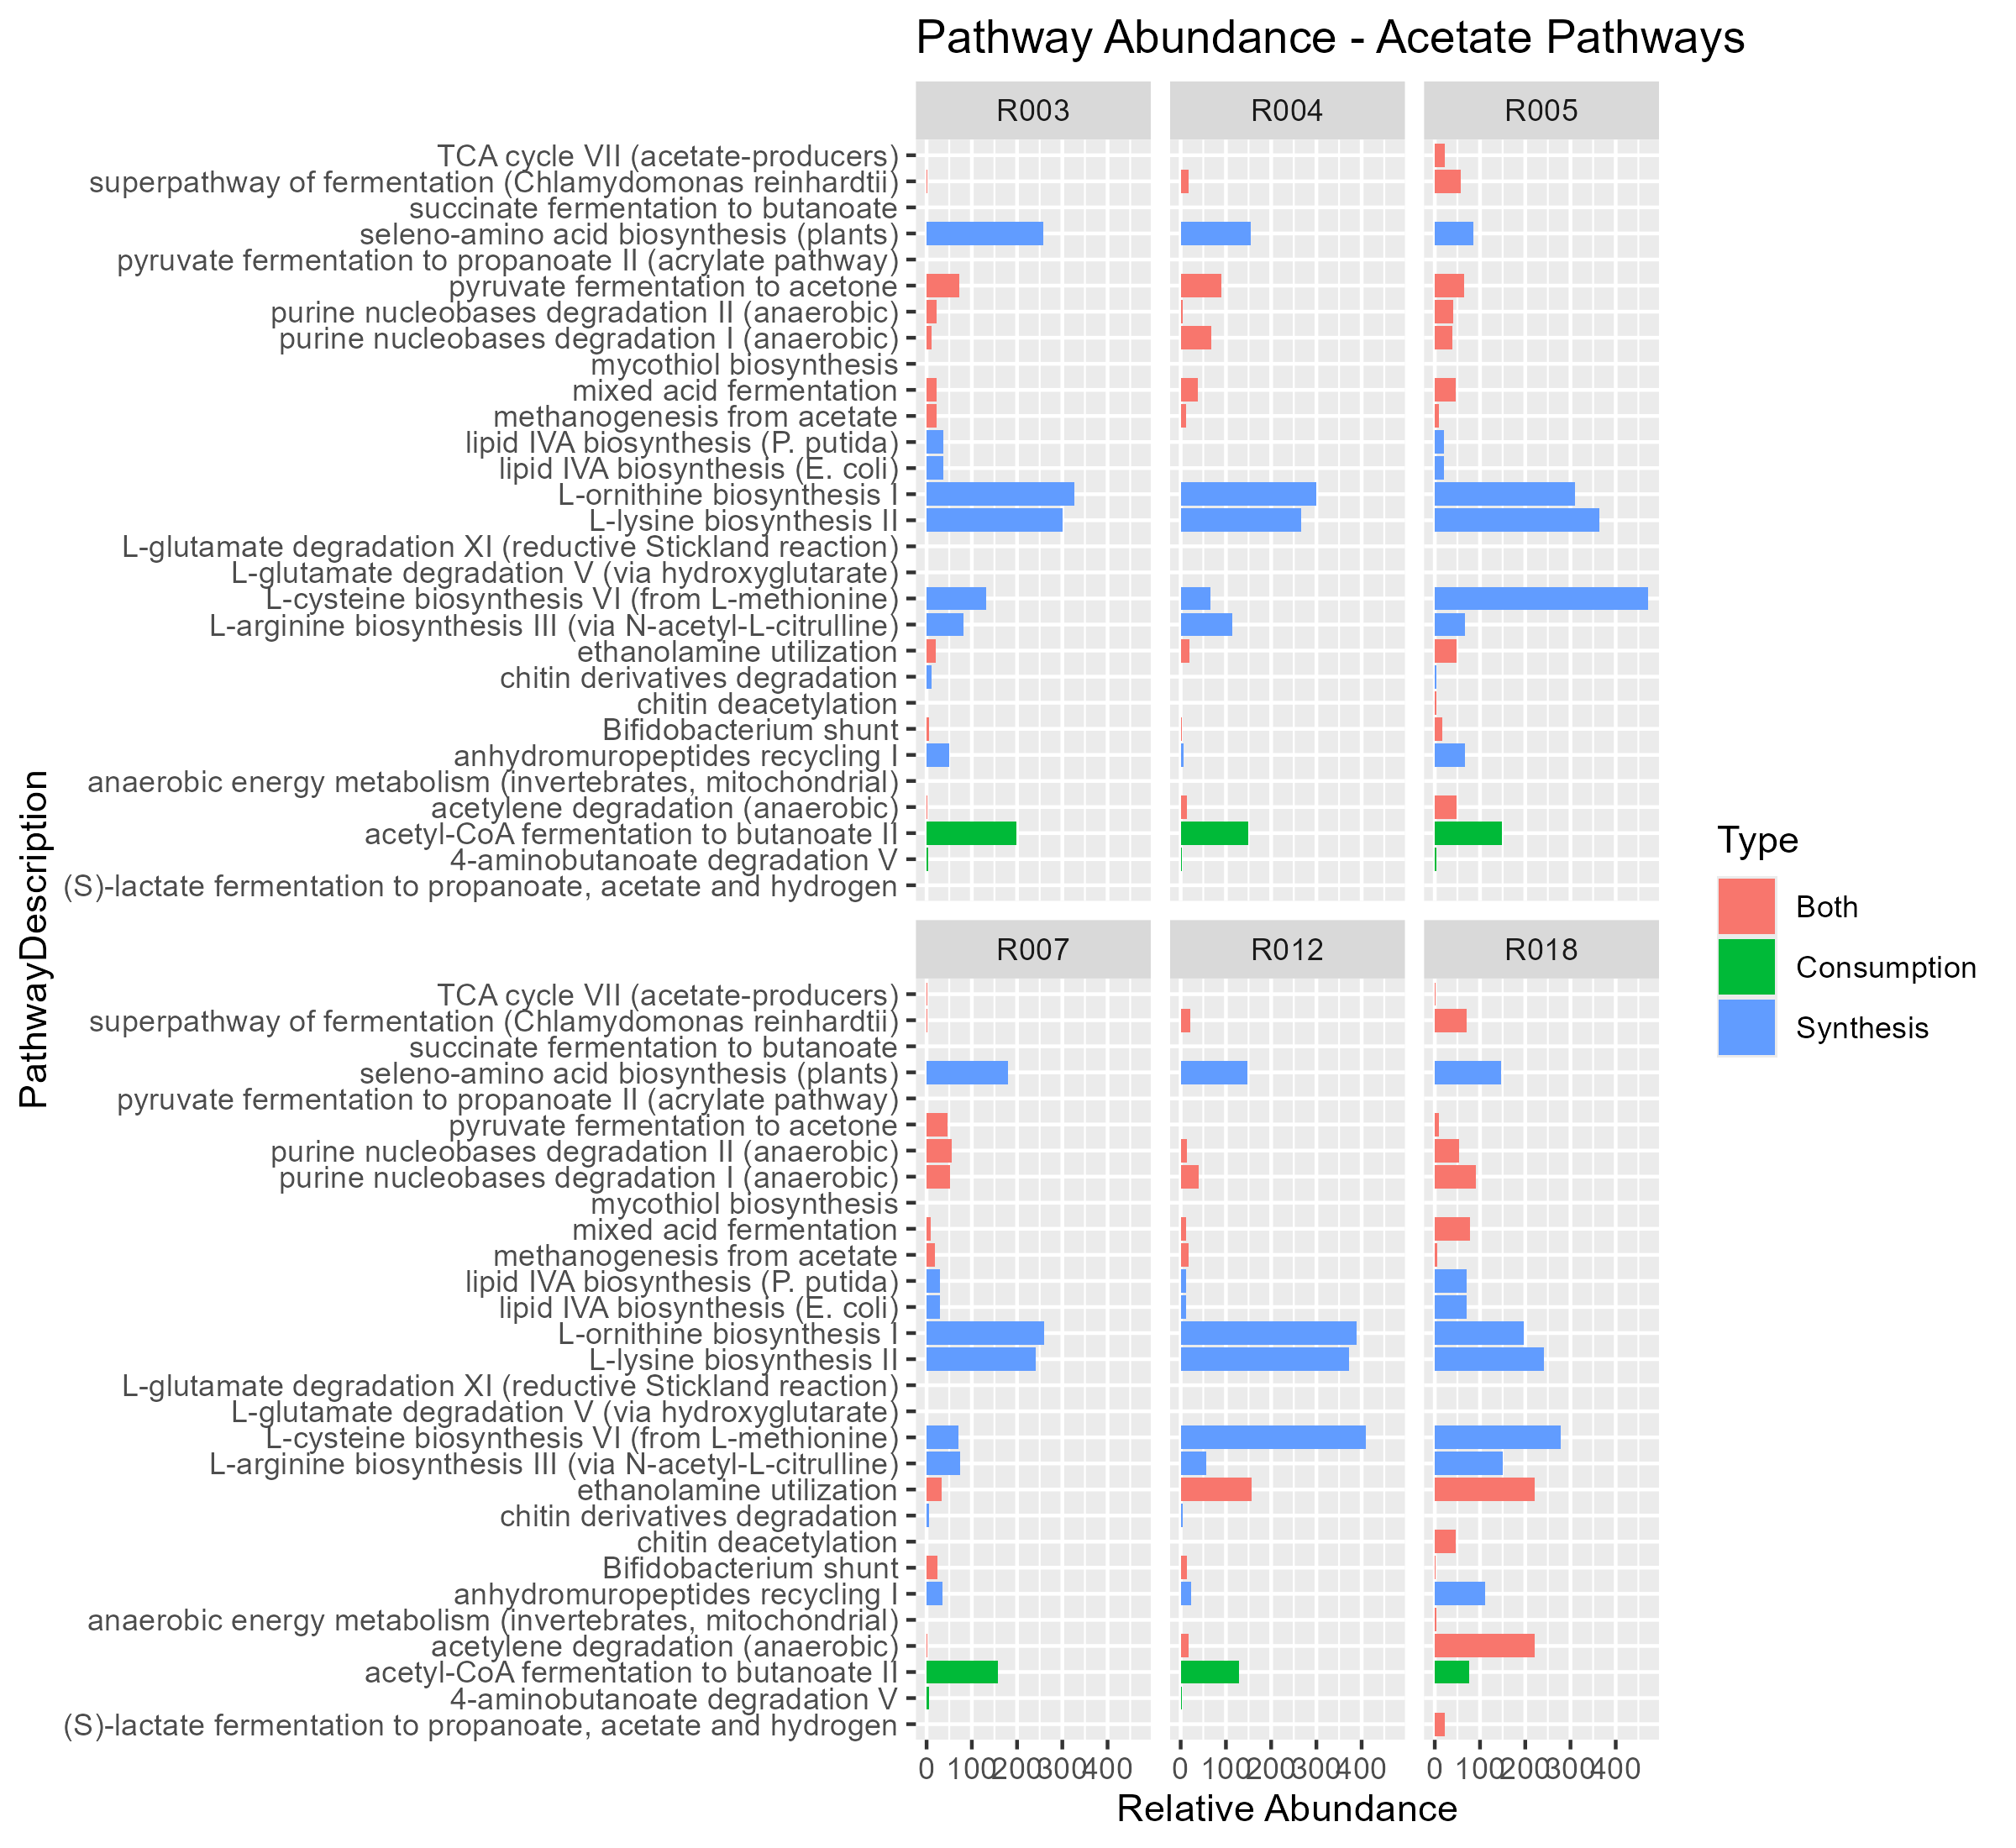 Pathway Abundance - Acetate Pathways
R003
R004
R005
TCA cycle VII (acetate-producers)
superpathway of fermentation (Chlamydomonas reinhardtii)
succinate fermentation to butanoate
seleno-amino acid biosynthesis (plants)
pyruvate fermentation to propanoate II (acrylate pathway)
pyruvate fermentation to acetone
purine nucleobases degradation II (anaerobic)
purine nucleobases degradation I (anaerobic)
mycothiol biosynthesis
mixed acid fermentation
methanogenesis from acetate
lipid IVA biosynthesis (P. putida)
lipid IVA biosynthesis (E. coli)
L-ornithine biosynthesis I
L-lysine biosynthesis II
L-glutamate degradation XI (reductive Stickland reaction)
L-glutamate degradation V (via hydroxyglutarate)
L-cysteine biosynthesis VI (from L-methionine)
L-arginine biosynthesis III (via N-acetyl-L-citrulline)
ethanolamine utilization
chitin derivatives degradation
chitin deacetylation
Bifidobacterium shunt
anhydromuropeptides recycling I
anaerobic energy metabolism (invertebrates, mitochondrial)
acetylene degradation (anaerobic)
acetyl-CoA fermentation to butanoate II
4-aminobutanoate degradation V
(S)-lactate fermentation to propanoate, acetate and hydrogen
R007
R012
R018
TCA cycle VII (acetate-producers)
superpathway of fermentation (Chlamydomonas reinhardtii)
succinate fermentation to butanoate
seleno-amino acid biosynthesis (plants)
pyruvate fermentation to propanoate II (acrylate pathway)
pyruvate fermentation to acetone
purine nucleobases degradation II (anaerobic)
purine nucleobases degradation I (anaerobic)
mycothiol biosynthesis
mixed acid fermentation
methanogenesis from acetate
lipid IVA biosynthesis (P. putida)
lipid IVA biosynthesis (E. coli)
L-ornithine biosynthesis I
L-lysine biosynthesis II
L-glutamate degradation XI (reductive Stickland reaction)
L-glutamate degradation V (via hydroxyglutarate)
L-cysteine biosynthesis VI (from L-methionine)
L-arginine biosynthesis III (via N-acetyl-L-citrulline)
ethanolamine utilization
chitin derivatives degradation
chitin deacetylation
Bifidobacterium shunt
anhydromuropeptides recycling I
anaerobic energy metabolism (invertebrates, mitochondrial)
acetylene degradation (anaerobic)
acetyl-CoA fermentation to butanoate II
4-aminobutanoate degradation V
(S)-lactate fermentation to propanoate, acetate and hydrogen
0 100 200 300 400
0 100 200 300 400
0 100 200 300 400
Relative Abundance
PathwayDescription
Type
Both
Consumption
Synthesis